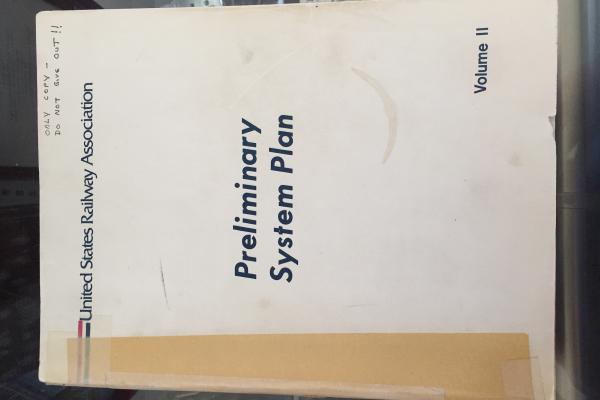 ONLY COPY -
DO NOT GIVE OUT!!
United States Railway Association
Preliminary
System Plan
Volume II